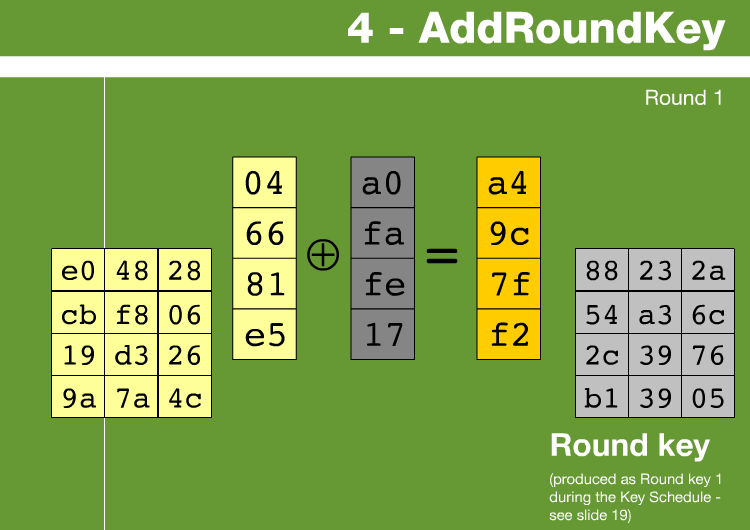 4 - AddRoundKey
Round 1
04
66
81
e5
⊕
a0
fa
fe
17
=
a4
9c
7f
f2
e0 48 28
cb f8 06
19 d3 26
9a 7a 4c
88 23 2a
54 a3 6c
2c 39 76
b1 39 05
Round key
(produced as Round key 1
during the Key Schedule -
see slide 19)